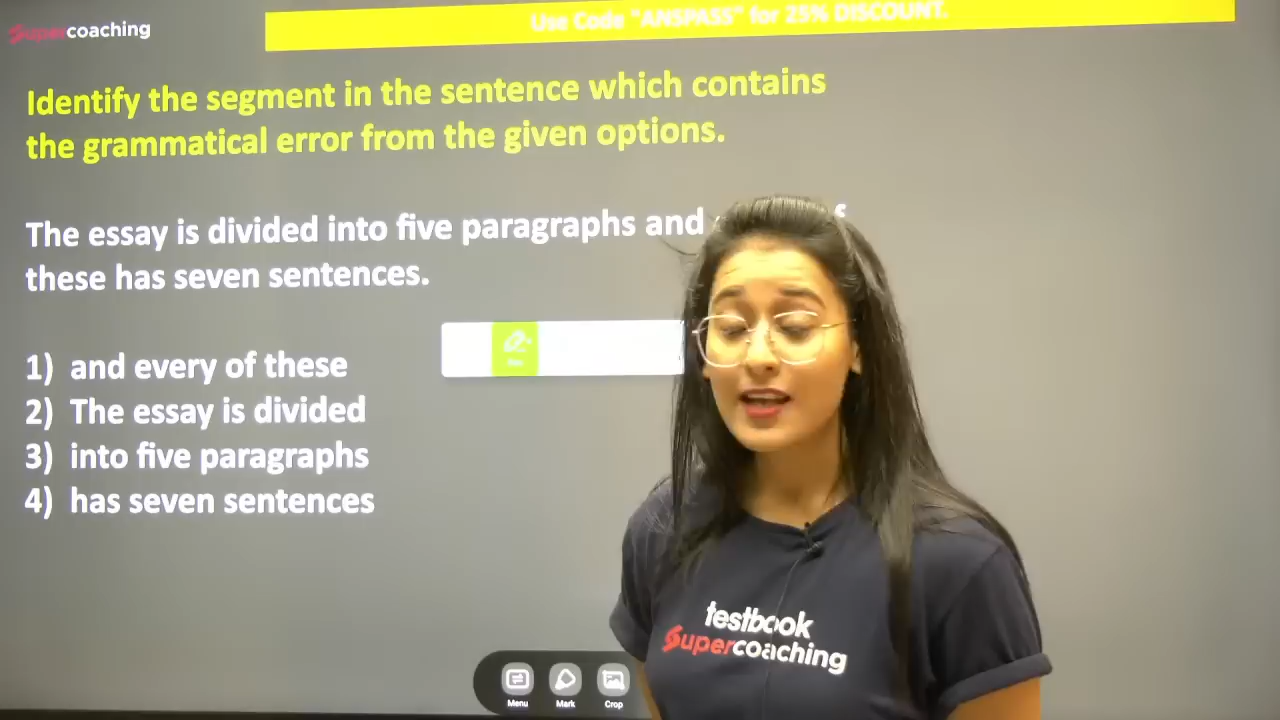 Supercoaching
Use Code "ANSPASS" for 25% DISCOUNT.
Identify the segment in the sentence which contains
the grammatical error from the given options.
The essay is divided into five paragraphs and
these has seven sentences.
1) and every of these
2) The essay is divided
3) into five paragraphs
4) has seven sentences
testbook
Supercoaching
Menu Mark Crop